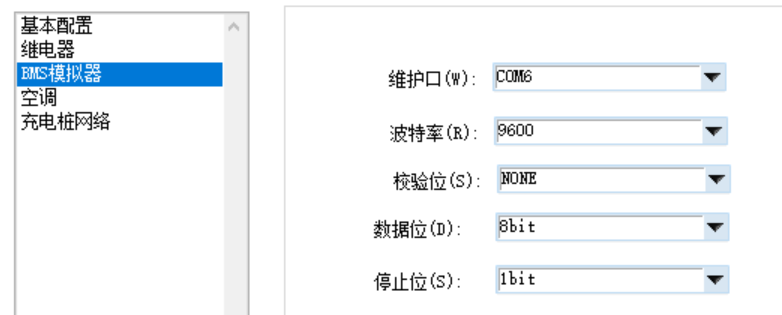 基本配置
继电器
BMS模拟器
空调
充电桩网络
维护口(W): COM6
波特率(R): 9600
校验位(S): NONE
数据位(D): 8bit
停止位(S): 1bit